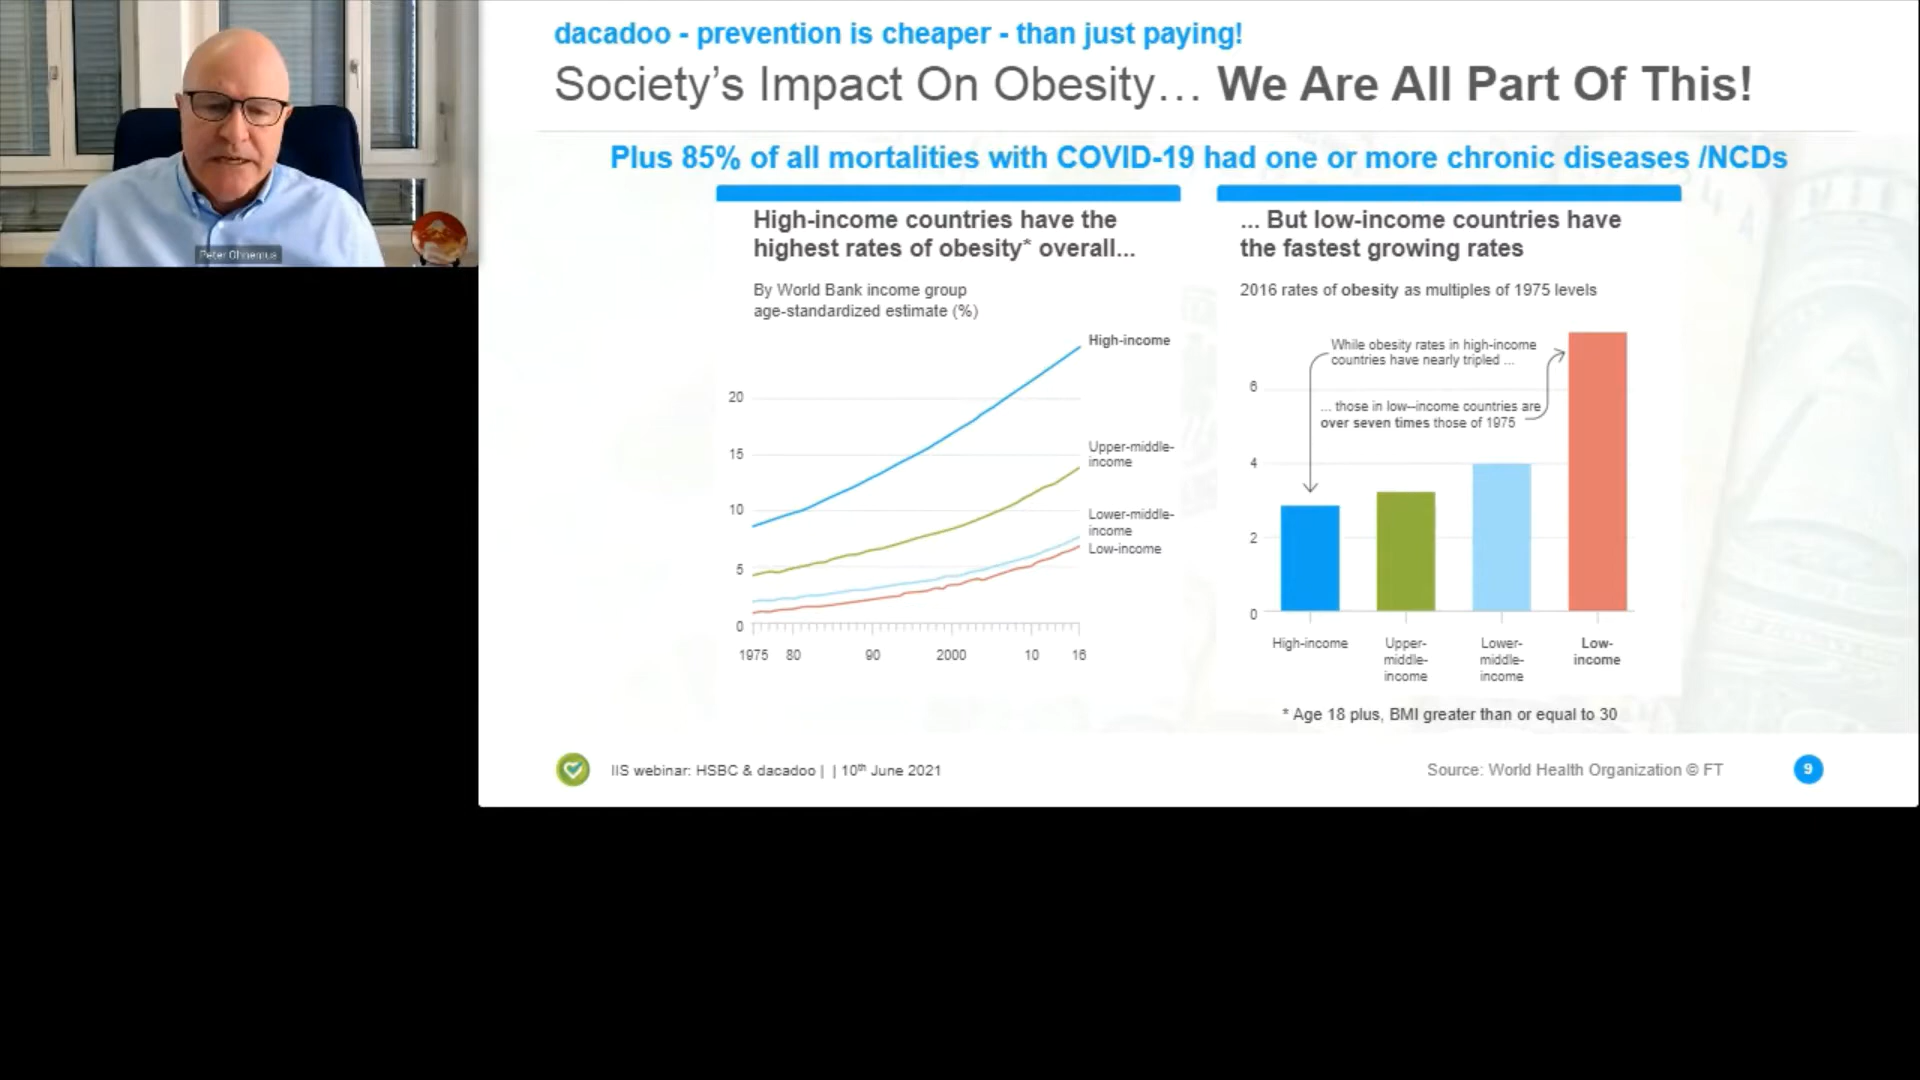 Peter Ohnemus
dacadoo - prevention is cheaper - than just paying!
Society's Impact On Obesity... We Are All Part Of This!
Plus 85% of all mortalities with COVID-19 had one or more chronic diseases /NCDs
High-income countries have the
highest rates of obesity* overall...
By World Bank income group
age-standardized estimate (%)
High-income
20
Upper-middle-
income
15
10
Lower-middle-
income
Low-income
5
0
1975 80 90 2000 10 16
... But low-income countries have
the fastest growing rates
2016 rates of obesity as multiples of 1975 levels
While obesity rates in high-income
countries have nearly tripled ...
6
... those in low--income countries are
over seven times those of 1975
4
2
0
High-income
Upper-
middle-
income
Lower-
middle-
income
Low-
income
* Age 18 plus, BMI greater than or equal to 30
IIS webinar: HSBC & dacadoo | | 10th June 2021
Source: World Health Organization © FT
9